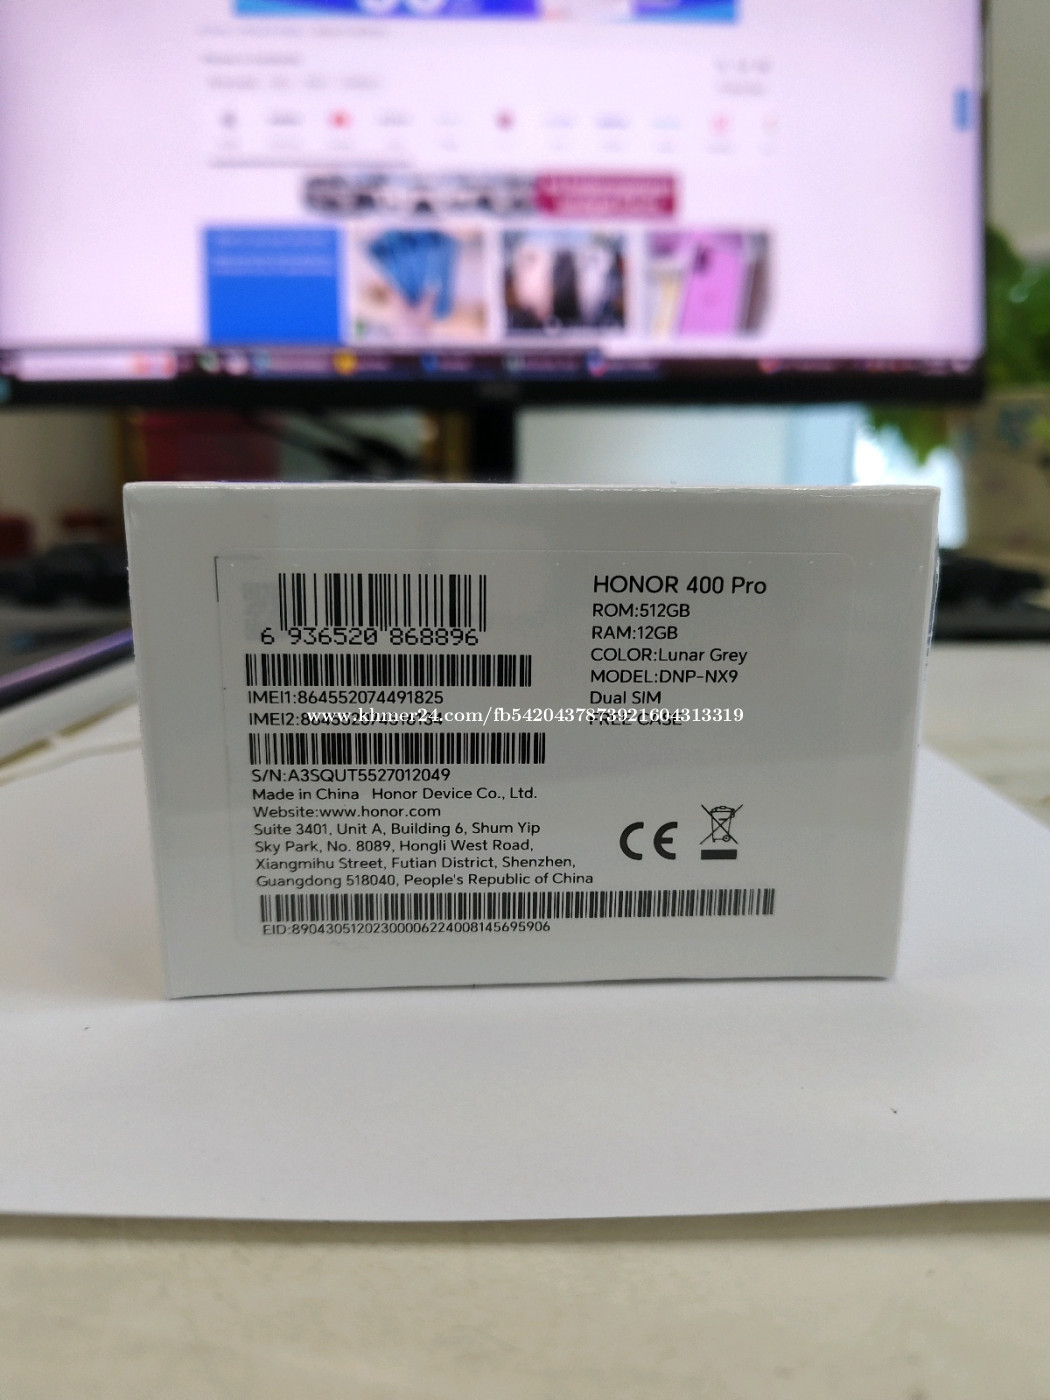 6 936520 868896
IMEI1:864552074491825
IMEI2:
S/N:A3SQUT5527012049
Made in China Honor Device Co., Ltd.
Website:www.honor.com
Suite 3401, Unit A, Building 6, Shum Yip
Sky Park, No. 8089, Hongli West Road,
Xiangmihu Street, Futian District, Shenzhen,
Guangdong 518040, People's Republic of China
EID:89043051202300006224008145695906
HONOR 400 Pro
ROM:512GB
RAM:12GB
COLOR:Lunar Grey
MODEL:DNP-NX9
Dual SIM
CASE
CE
www.khmer24.com/fb5420437873921604313319